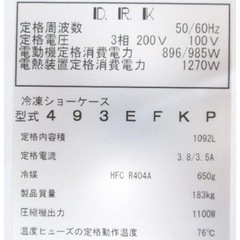 D.R.K
定格周波数 50/60Hz
定格電圧 3相 200V 100V
電動機定格消費電力 896/985W
電熱装置定格消費電力 1270W
冷凍ショーケース
型式 493EFKP
定格内容積 1092L
定格電流 3.8/3.5A
冷媒 HFC R404A 650g
製品質量 183kg
圧縮機出力 1100W
温度ヒューズの定格動作温度 76℃